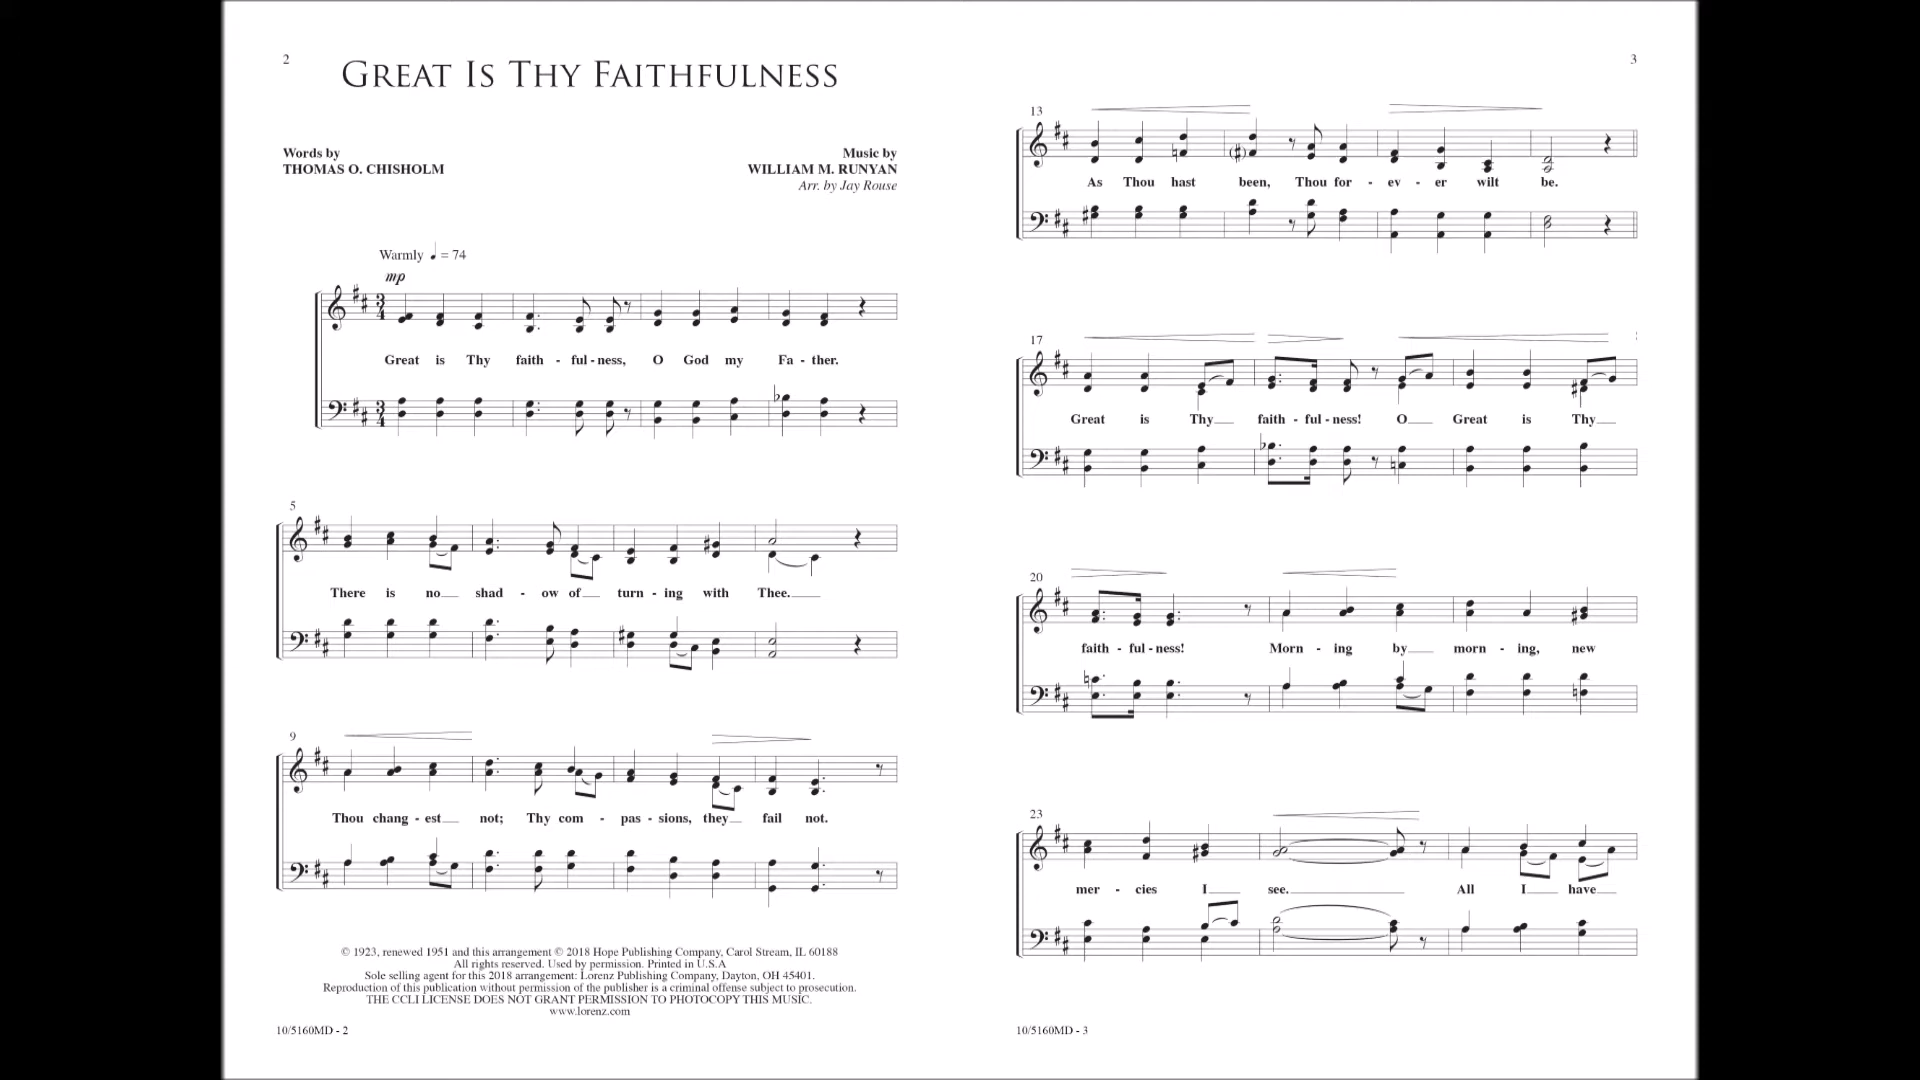 2
GREAT IS THY FAITHFULNESS
Words by
THOMAS O. CHISHOLM
Music by
WILLIAM M. RUNYAN
Arr. by Jay Rouse
Warmly ♩ = 74
mp
3
4
Great is Thy faith - ful - ness, O God my Fa - ther.
3
4
5
There is no shad - ow of turn - ing with Thee.
9
Thou chang - est not; Thy com - pas - sions, they fail not.
© 1923, renewed 1951 and this arrangement © 2018 Hope Publishing Company, Carol Stream, IL 60188
All rights reserved. Used by permission. Printed in U.S.A
Sole selling agent for this 2018 arrangement: Lorenz Publishing Company, Dayton, OH 45401.
Reproduction of this publication without permission of the publisher is a criminal offense subject to prosecution.
THE CCLI LICENSE DOES NOT GRANT PERMISSION TO PHOTOCOPY THIS MUSIC.
www.lorenz.com
10/5160MD - 2
3
13
As Thou hast been, Thou for - ev - er wilt be.
17
Great is Thy faith - ful - ness! O Great is Thy
20
faith - ful - ness! Morn - ing by morn - ing, new
23
mer - cies I see. All I have
10/5160MD - 3